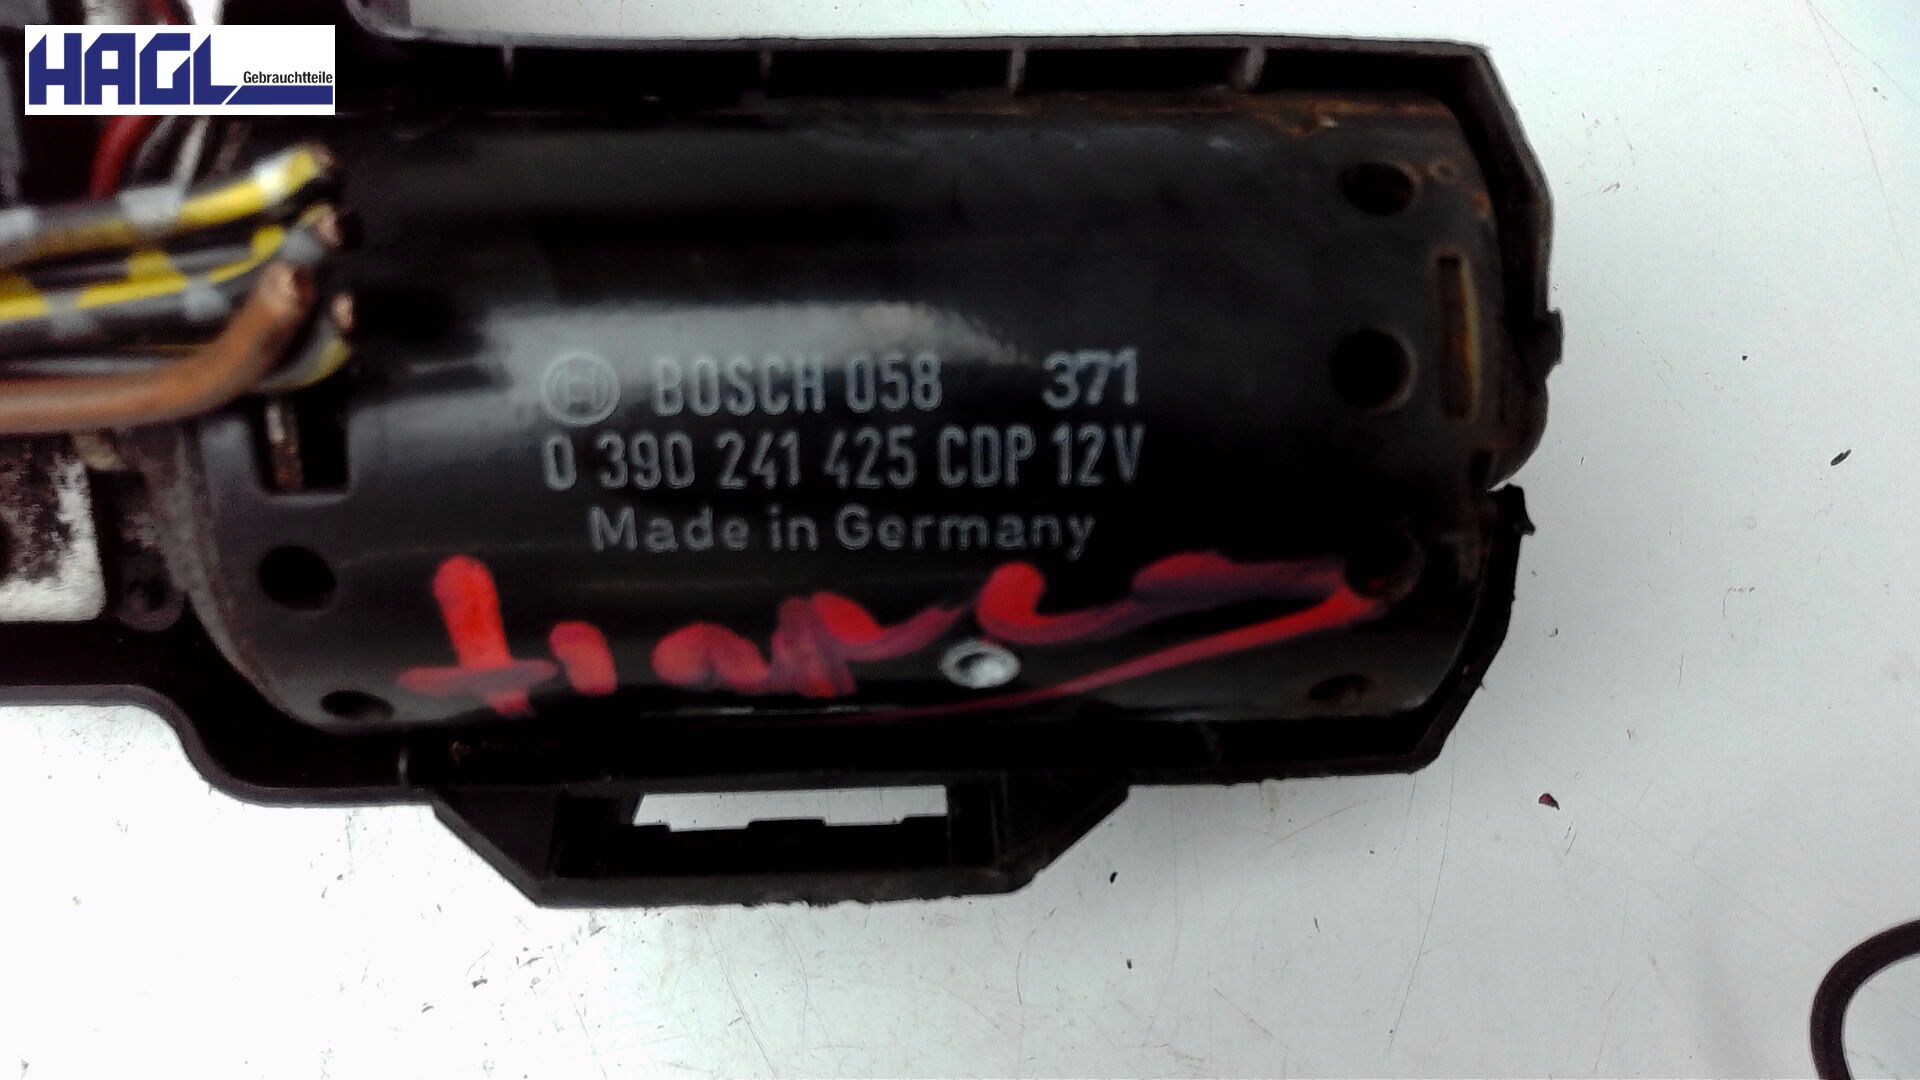 HAGL
Gebrauchtteile
BOSCH 058 371
0 390 241 425 CDP 12V
Made in Germany